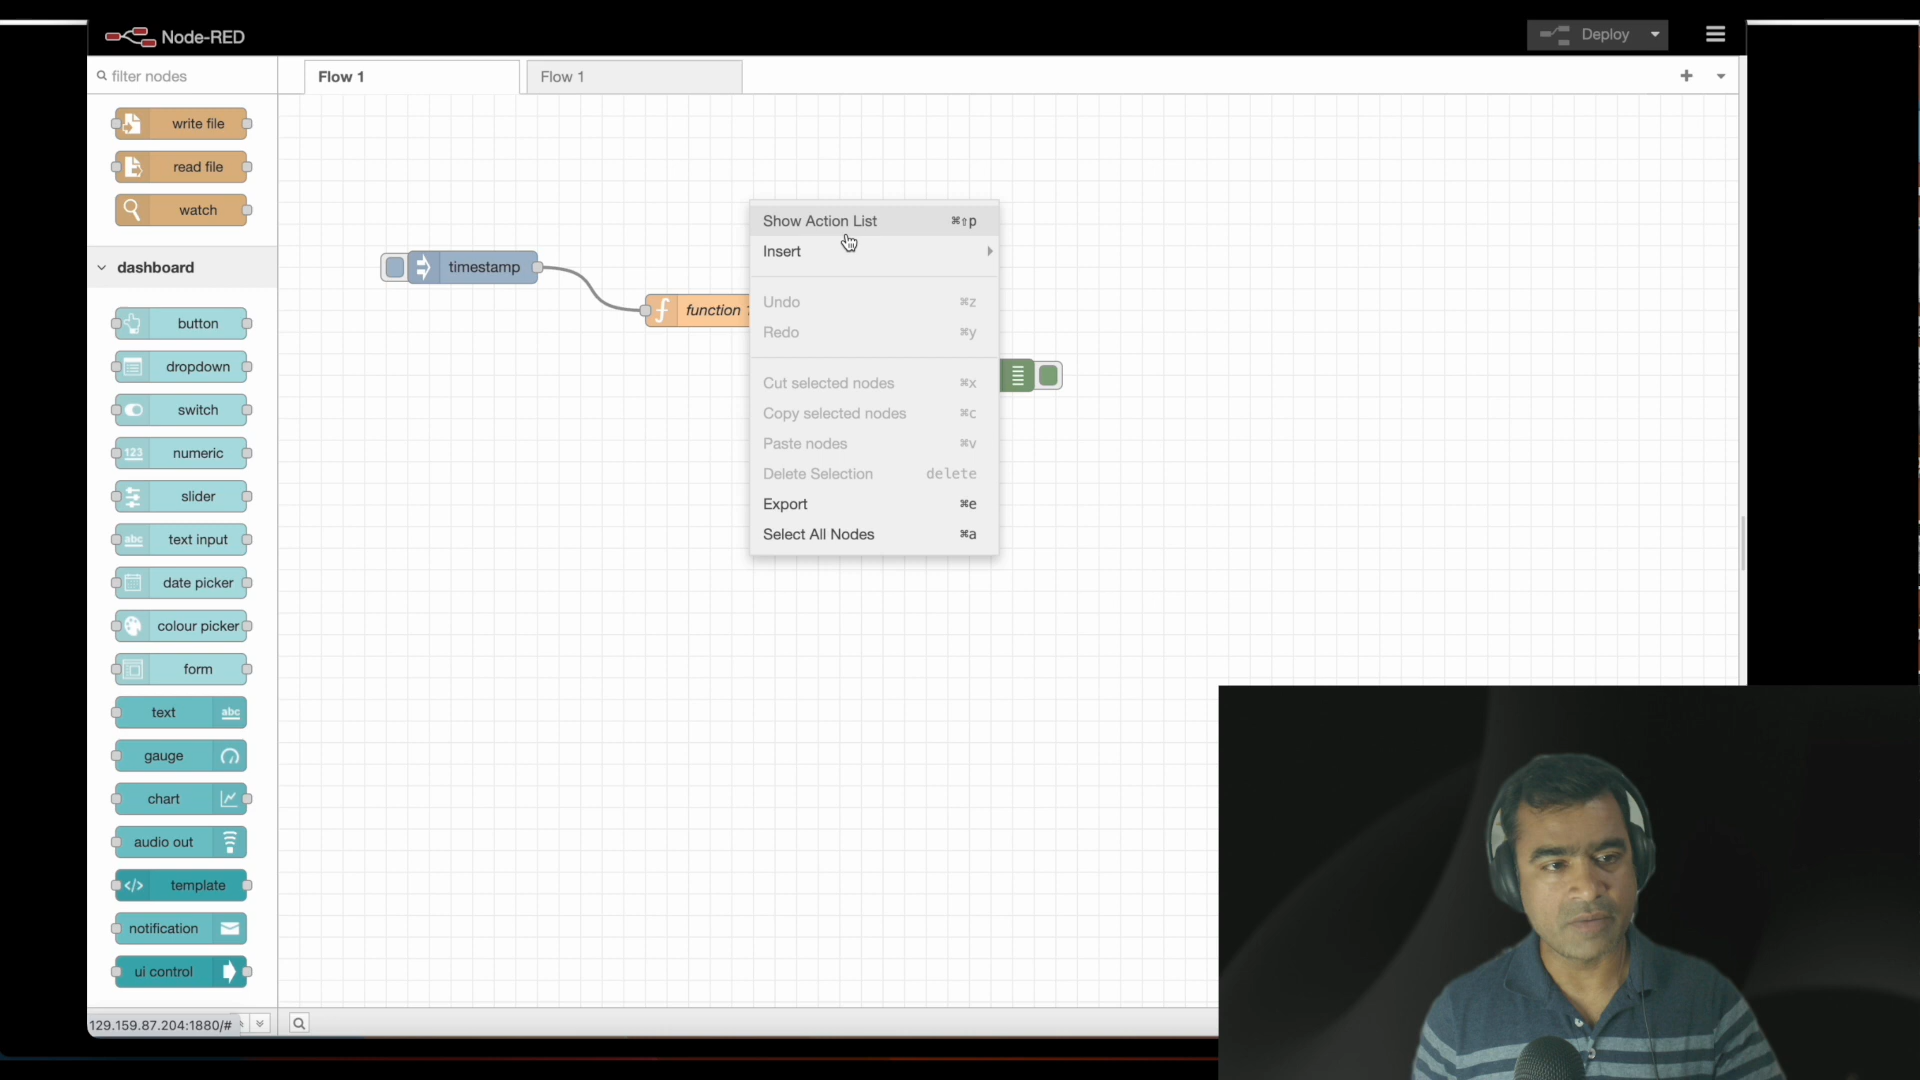 Node-RED
Deploy
filter nodes
Flow 1
Flow 1
write file
read file
watch
dashboard
button
dropdown
switch
123 numeric
slider
abc text input
date picker
colour picker
form
text abc
gauge
chart
audio out
</> template
notification
ui control
timestamp
function
Show Action List ⌘⇧p
Insert
Undo ⌘z
Redo ⌘y
Cut selected nodes ⌘x
Copy selected nodes ⌘c
Paste nodes ⌘v
Delete Selection delete
Export ⌘e
Select All Nodes ⌘a
129.159.87.204:1880/#